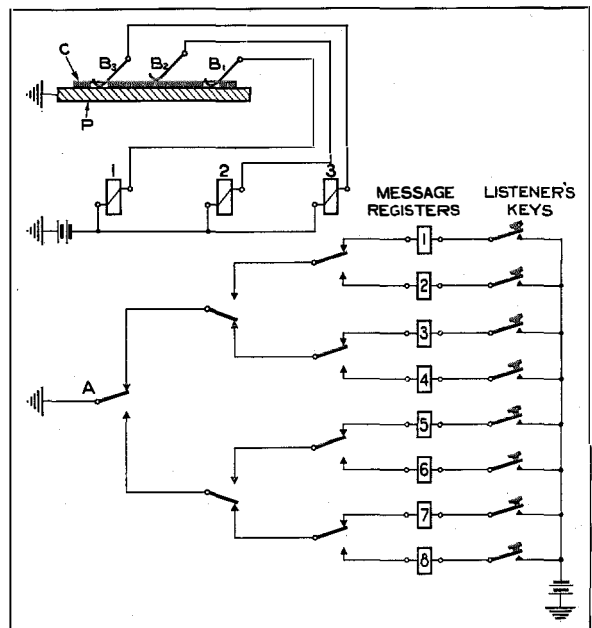 C
B3 B2 B1
P
1 2 3
MESSAGE REGISTERS
LISTENER'S KEYS
A
1
2
3
4
5
6
7
8